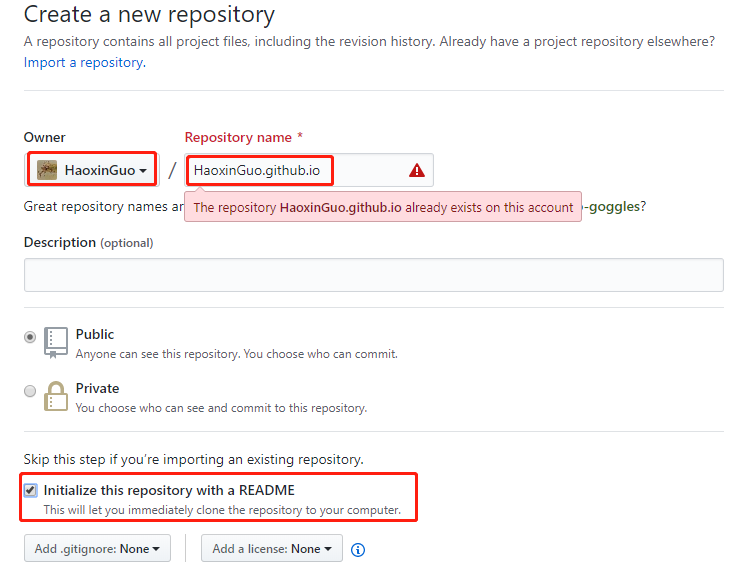 Create a new repository
A repository contains all project files, including the revision history. Already have a project repository elsewhere?
Import a repository.
Owner
Repository name *
HaoxinGuo
/
HaoxinGuo.github.io
Great repository names
The repository HaoxinGuo.github.io already exists on this account
-goggles?
Description (optional)
Public
Anyone can see this repository. You choose who can commit.
Private
You choose who can see and commit to this repository.
Skip this step if you're importing an existing repository.
Initialize this repository with a README
This will let you immediately clone the repository to your computer.
Add .gitignore: None
Add a license: None